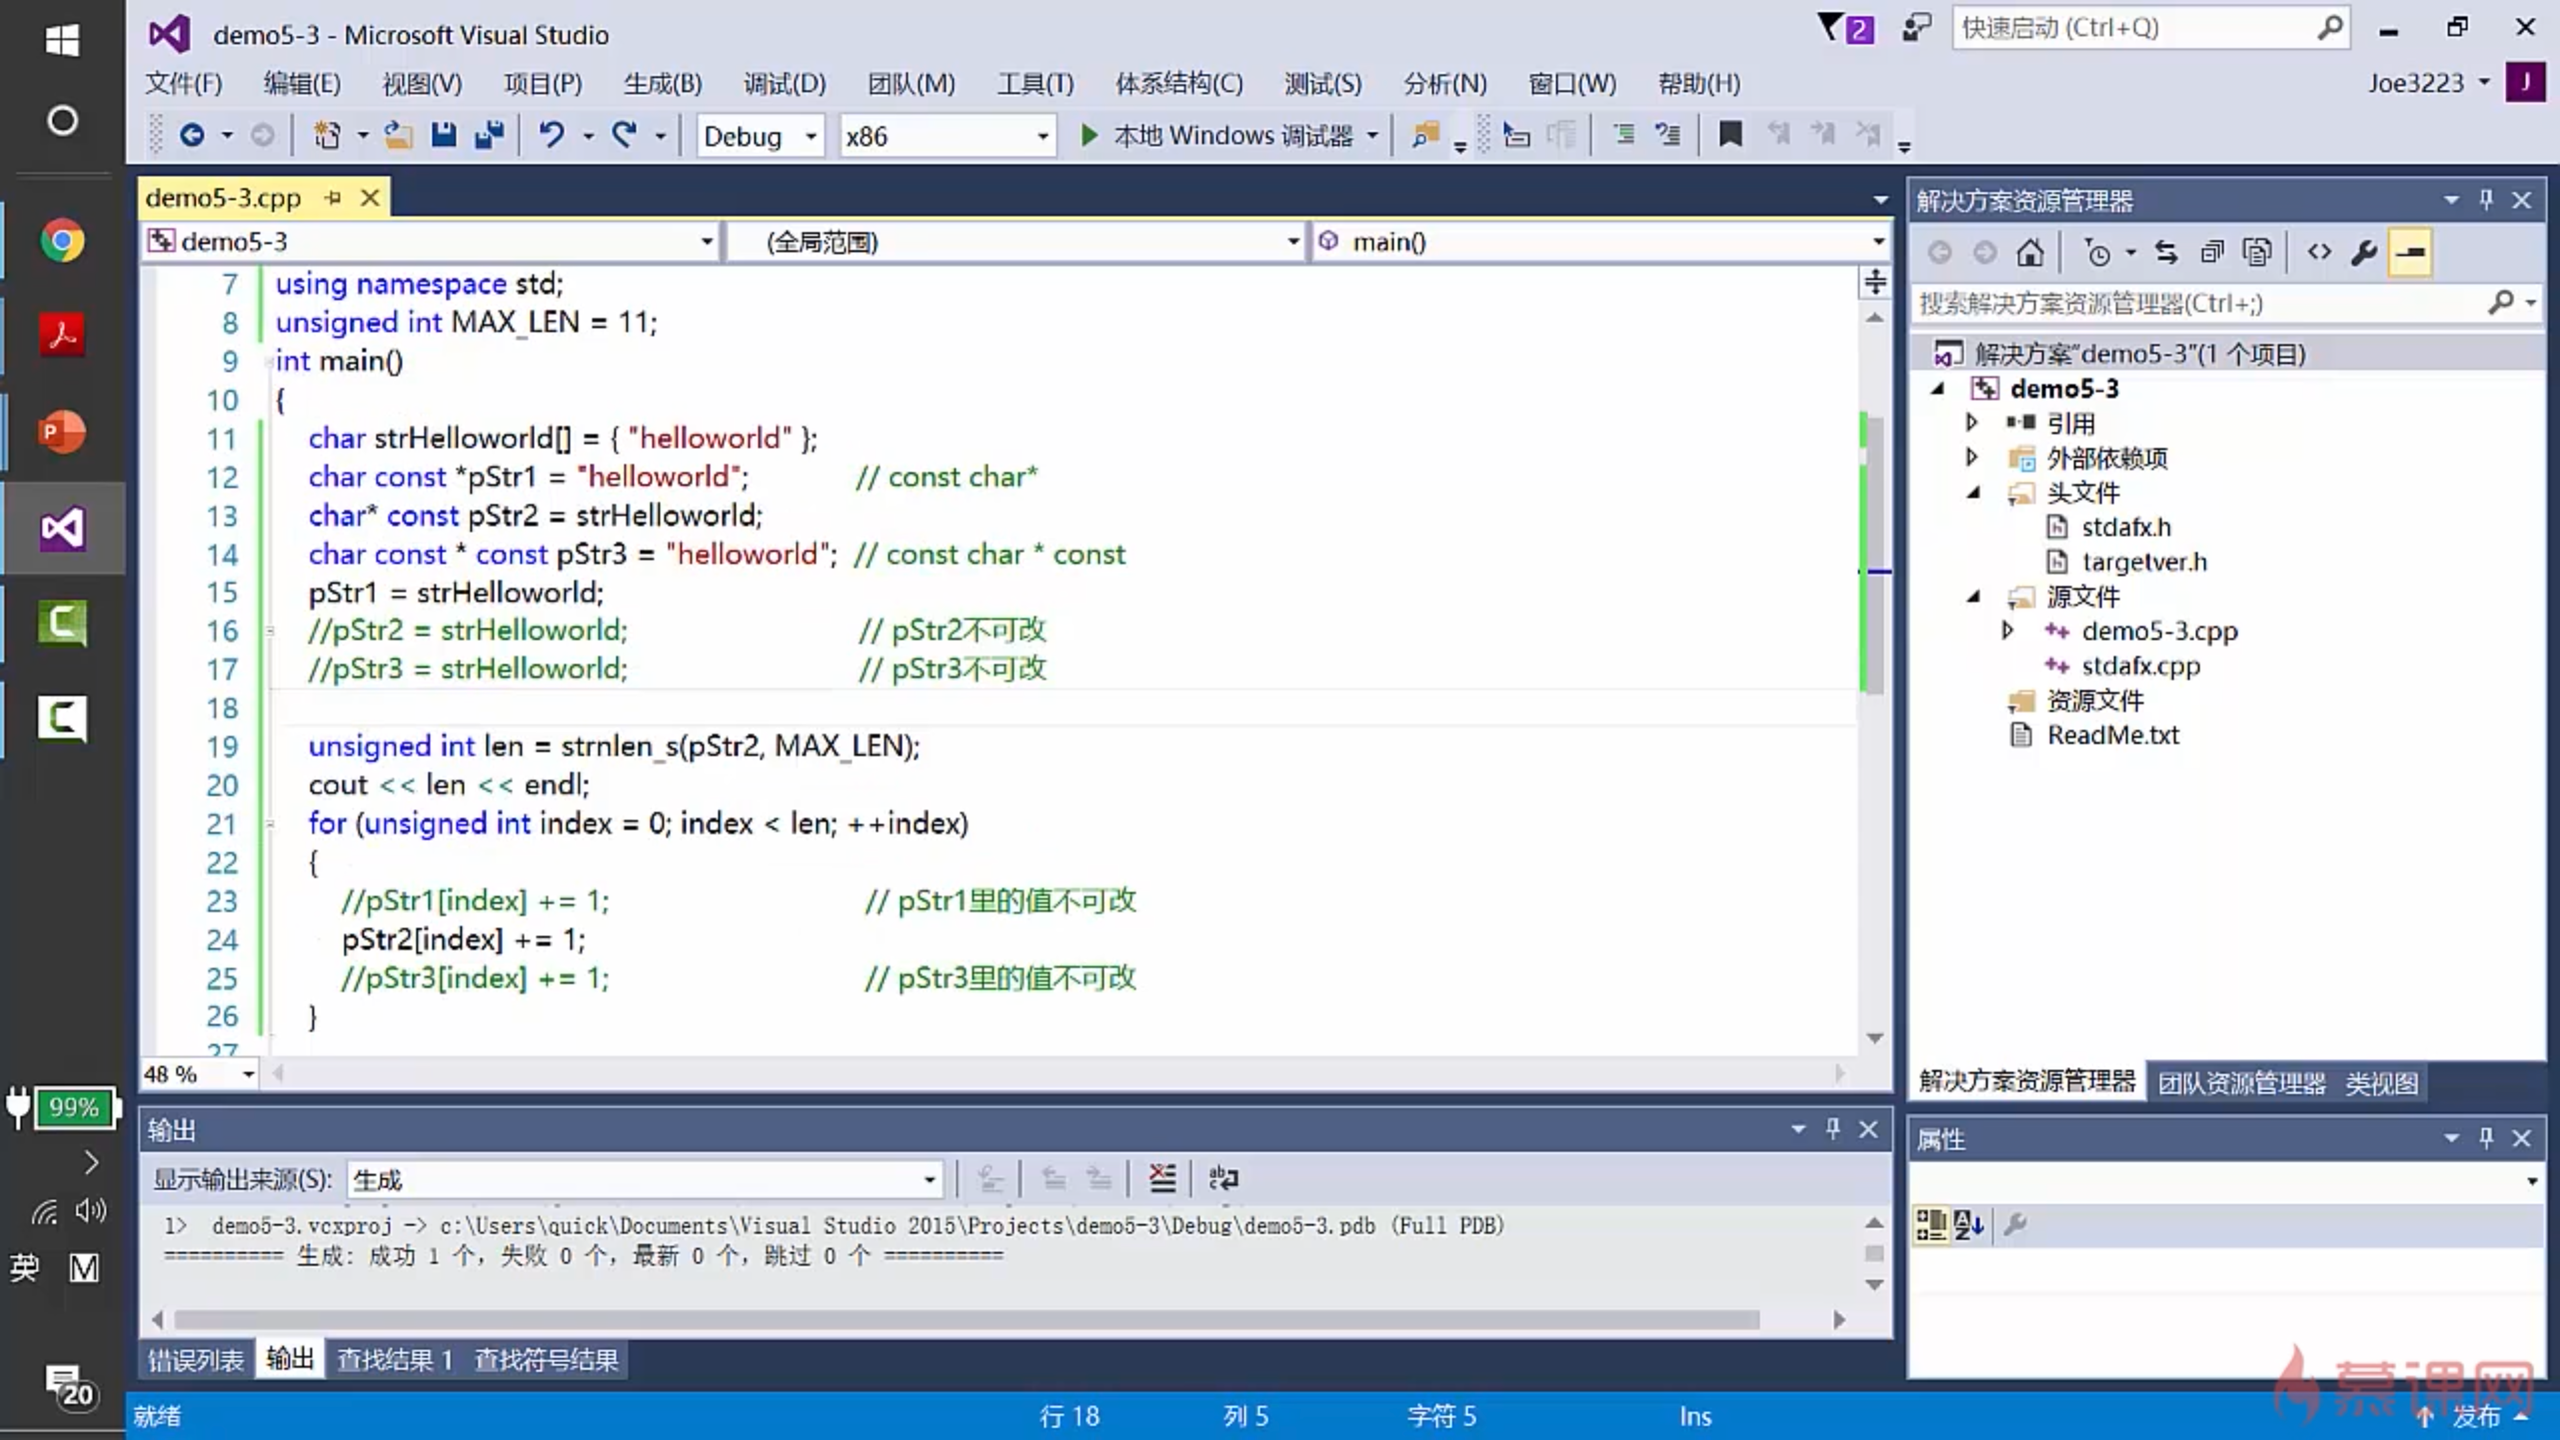 demo5-3 - Microsoft Visual Studio
2
快速启动 (Ctrl+Q)
文件(F) 编辑(E) 视图(V) 项目(P) 生成(B) 调试(D) 团队(M) 工具(T) 体系结构(C) 测试(S) 分析(N) 窗口(W) 帮助(H)
Joe3223 J
Debug x86 本地 Windows 调试器
demo5-3.cpp
demo5-3 (全局范围) main()
7 using namespace std;
8 unsigned int MAX_LEN = 11;
9 int main()
10 {
11 char strHelloworld[] = { "helloworld" };
12 char const *pStr1 = "helloworld"; // const char*
13 char* const pStr2 = strHelloworld;
14 char const * const pStr3 = "helloworld"; // const char * const
15 pStr1 = strHelloworld;
16 //pStr2 = strHelloworld; // pStr2不可改
17 //pStr3 = strHelloworld; // pStr3不可改
18
19 unsigned int len = strnlen_s(pStr2, MAX_LEN);
20 cout << len << endl;
21 for (unsigned int index = 0; index < len; ++index)
22 {
23 //pStr1[index] += 1; // pStr1里的值不可改
24 pStr2[index] += 1;
25 //pStr3[index] += 1; // pStr3里的值不可改
26 }
27
48 %
解决方案资源管理器
搜索解决方案资源管理器(Ctrl+;)
解决方案"demo5-3"(1 个项目)
demo5-3
引用
外部依赖项
头文件
stdafx.h
targetver.h
源文件
demo5-3.cpp
stdafx.cpp
资源文件
ReadMe.txt
解决方案资源管理器 团队资源管理器 类视图
属性
输出
显示输出来源(S): 生成
1> demo5-3.vcxproj -> c:\Users\quick\Documents\Visual Studio 2015\Projects\demo5-3\Debug\demo5-3.pdb (Full PDB)
========== 生成: 成功 1 个，失败 0 个，最新 0 个，跳过 0 个 ==========
错误列表 输出 查找结果 1 查找符号结果
就绪 行 18 列 5 字符 5 Ins 发布
99%
英 M
20
慕课网